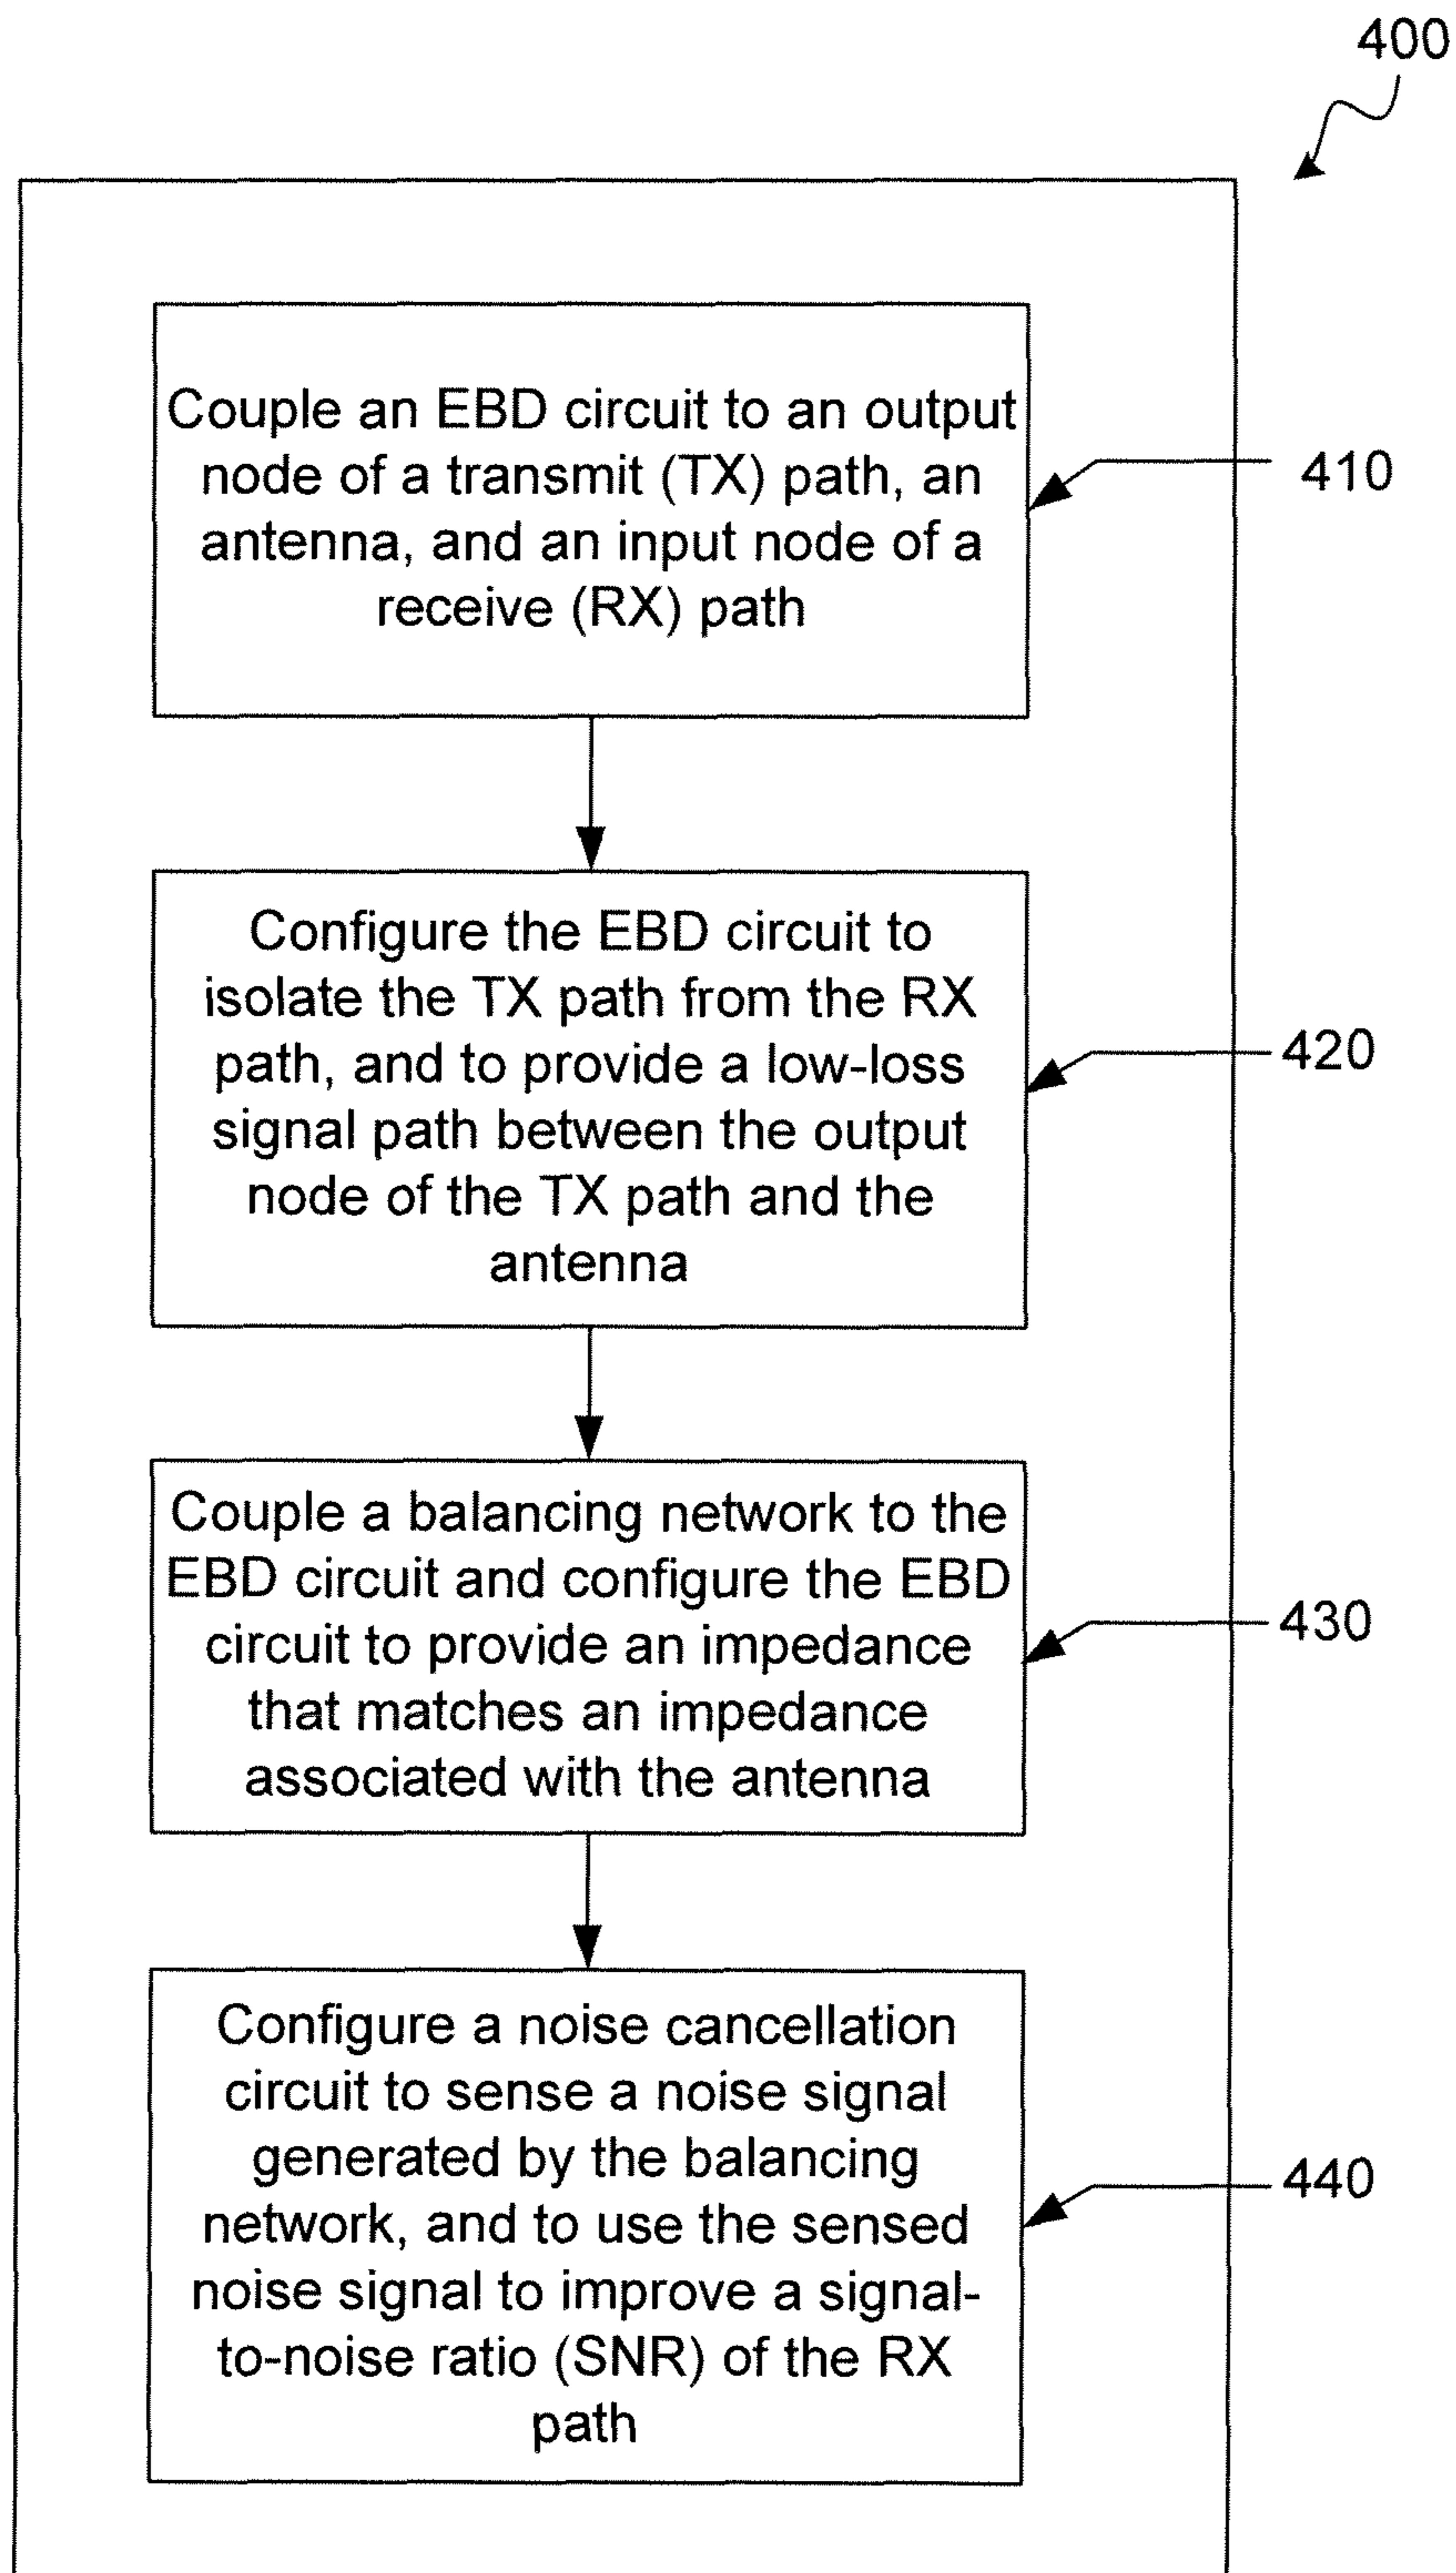 400
Couple an EBD circuit to an output
node of a transmit (TX) path, an
antenna, and an input node of a
receive (RX) path
410
Configure the EBD circuit to
isolate the TX path from the RX
path, and to provide a low-loss
signal path between the output
node of the TX path and the
antenna
420
Couple a balancing network to the
EBD circuit and configure the EBD
circuit to provide an impedance
that matches an impedance
associated with the antenna
430
Configure a noise cancellation
circuit to sense a noise signal
generated by the balancing
network, and to use the sensed
noise signal to improve a signal-
to-noise ratio (SNR) of the RX
path
440